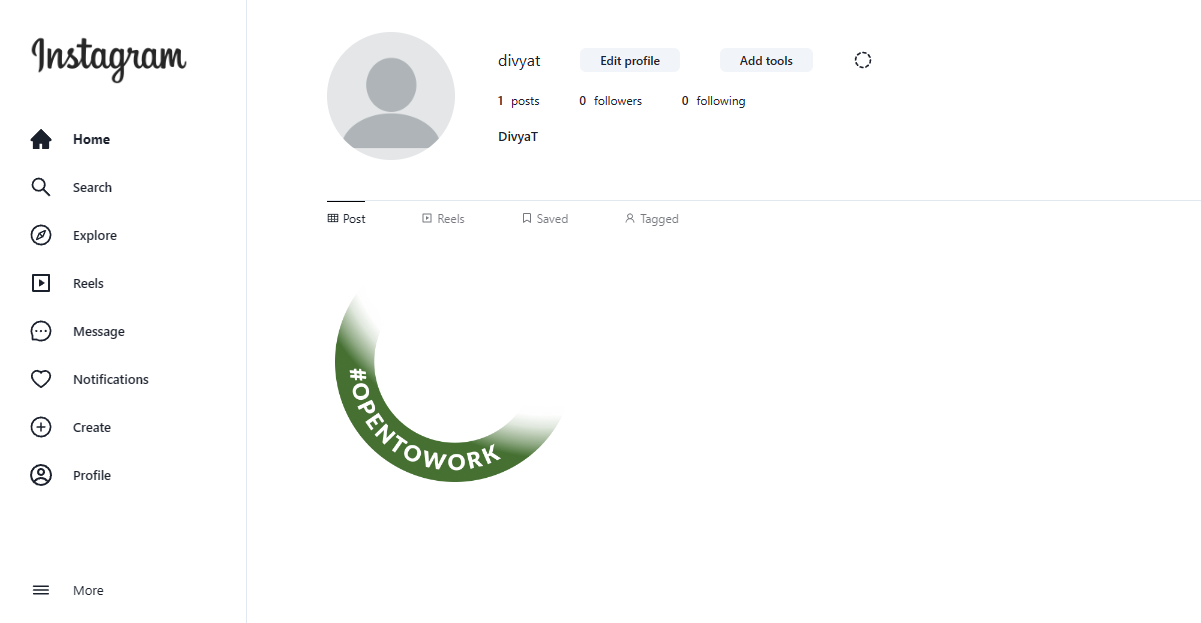 Instagram
Home
Search
Explore
Reels
Message
Notifications
Create
Profile
More
divyat Edit profile Add tools
1 posts 0 followers 0 following
DivyaT
Post Reels Saved Tagged
#OPENTOWORK